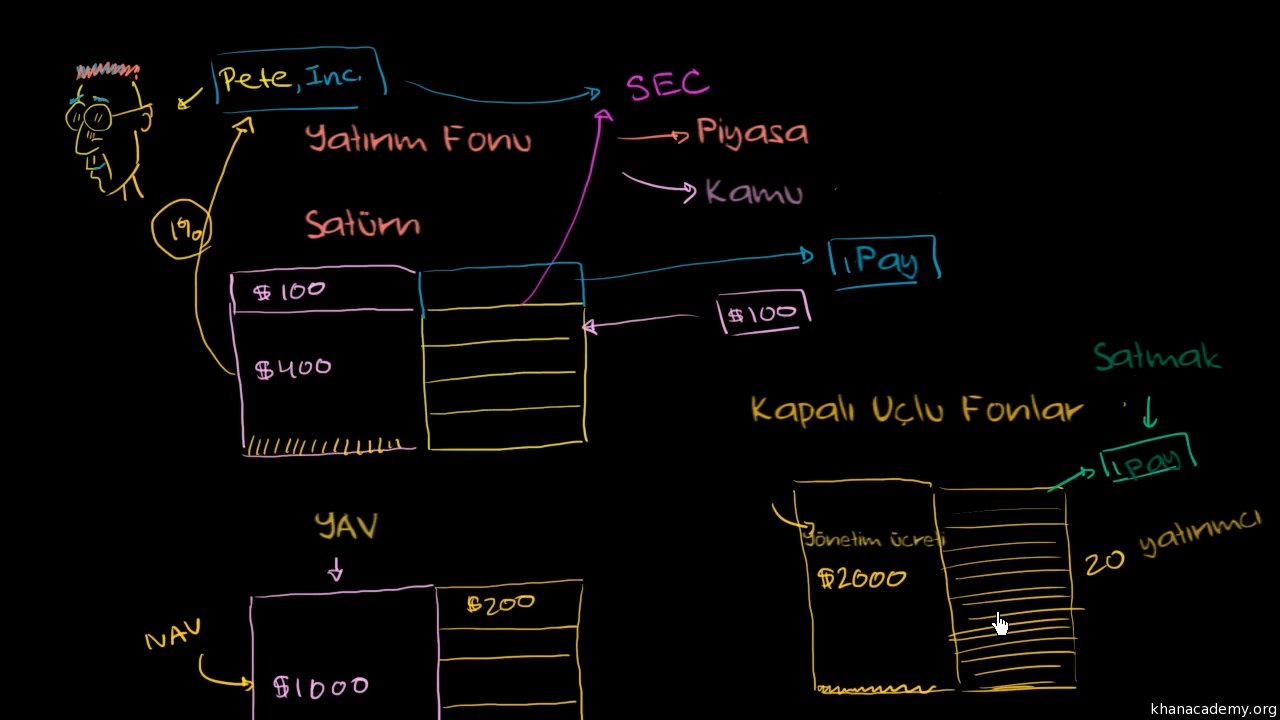 Pete, Inc.
SEC
Yatırım Fonu
Piyasa
Kamu
1%
Satürn
iPay
$100
$100
$400
Satmak
Kapalı Uçlu Fonlar
iPay
YAV
Yönetim ücreti
20 yatırımcı
$2000
$200
NAV
$1000
khanacademy.org